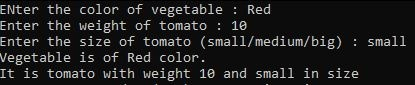 ENter the color of vegetable : Red
Enter the weight of tomato : 10
Enter the size of tomato (small/medium/big) : small
Vegetable is of Red color.
It is tomato with weight 10 and small in size